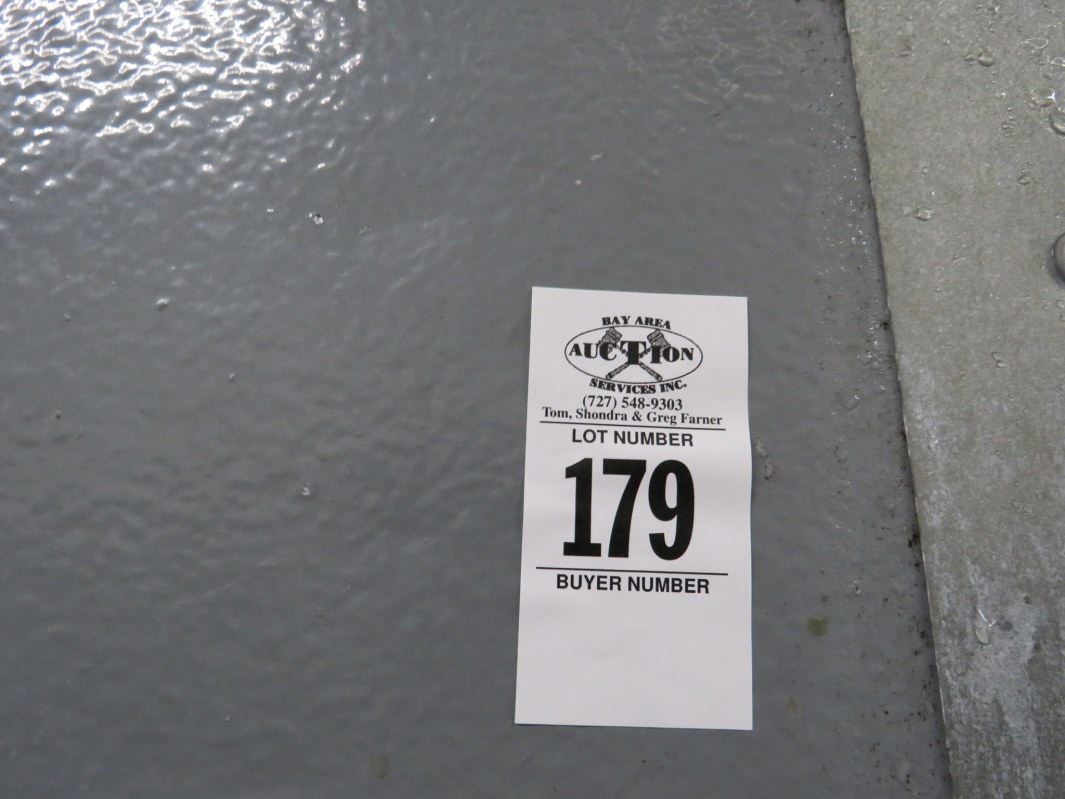 BAY AREA
AUCTION
SERVICES INC.
(727) 548-9303
Tom, Shondra & Greg Farner
LOT NUMBER
179
BUYER NUMBER